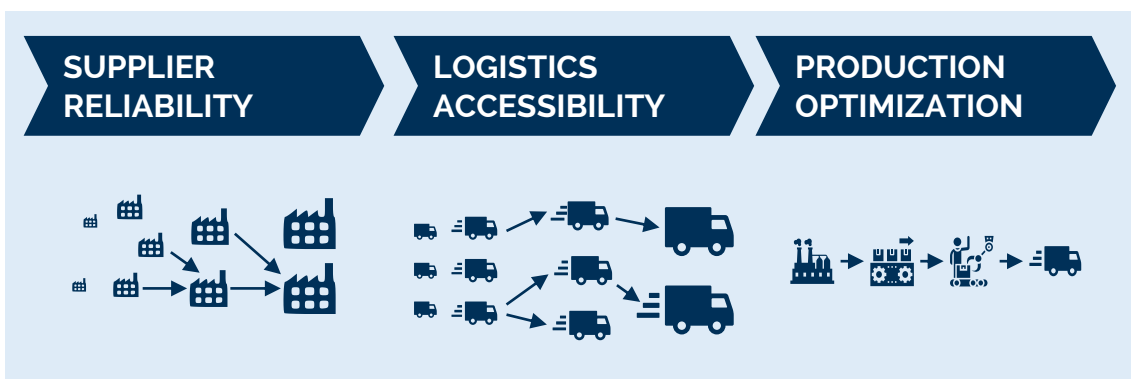 SUPPLIER
RELIABILITY
LOGISTICS
ACCESSIBILITY
PRODUCTION
OPTIMIZATION